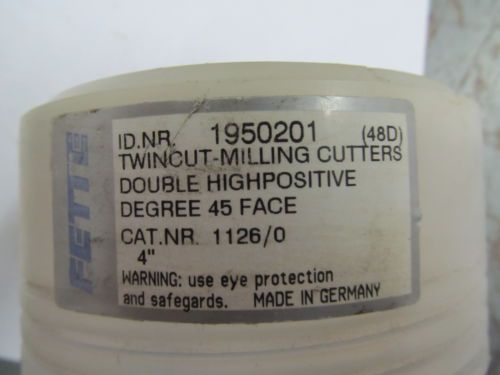 FETTE
ID.NR. 1950201 (48D)
TWINCUT-MILLING CUTTERS
DOUBLE HIGHPOSITIVE
DEGREE 45 FACE
CAT.NR. 1126/0
4"
WARNING: use eye protection
and safegards. MADE IN GERMANY